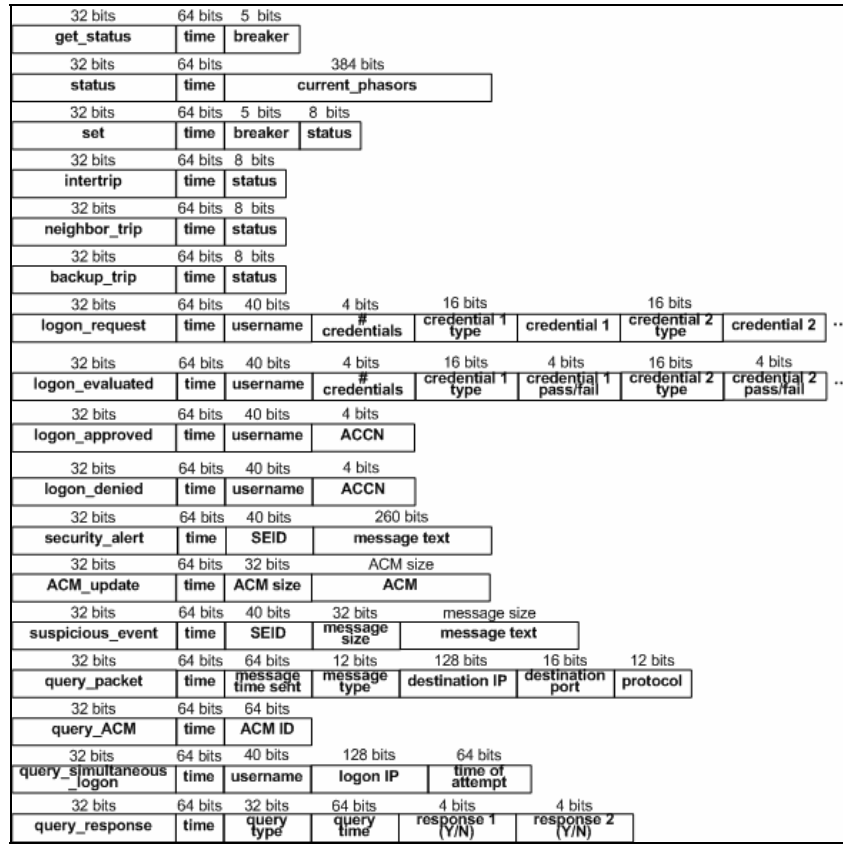 32 bits 64 bits 5 bits
get_status time breaker
32 bits 64 bits 384 bits
status time current_phasors
32 bits 64 bits 5 bits 8 bits
set time breaker status
32 bits 64 bits 8 bits
intertrip time status
32 bits 64 bits 8 bits
neighbor_trip time status
32 bits 64 bits 8 bits
backup_trip time status
32 bits 64 bits 40 bits 4 bits 16 bits 16 bits
logon_request time username # credentials credential 1 type credential 1 credential 2 type credential 2 ...
32 bits 64 bits 40 bits 4 bits 16 bits 4 bits 16 bits 4 bits
logon_evaluated time username # credentials credential 1 type credential 1 pass/fail credential 2 type credential 2 pass/fail ...
32 bits 64 bits 40 bits 4 bits
logon_approved time username ACCN
32 bits 64 bits 40 bits 4 bits
logon_denied time username ACCN
32 bits 64 bits 40 bits 260 bits
security_alert time SEID message text
32 bits 64 bits 32 bits ACM size
ACM_update time ACM size ACM
32 bits 64 bits 40 bits 32 bits message size
suspicious_event time SEID message size message text
32 bits 64 bits 64 bits 12 bits 128 bits 16 bits 12 bits
query_packet time message time sent message type destination IP destination port protocol
32 bits 64 bits 64 bits
query_ACM time ACM ID
32 bits 64 bits 40 bits 128 bits 64 bits
query_simultaneous_logon time username logon IP time of attempt
32 bits 64 bits 32 bits 64 bits 4 bits 4 bits
query_response time query type query time response 1 (Y/N) response 2 (Y/N)